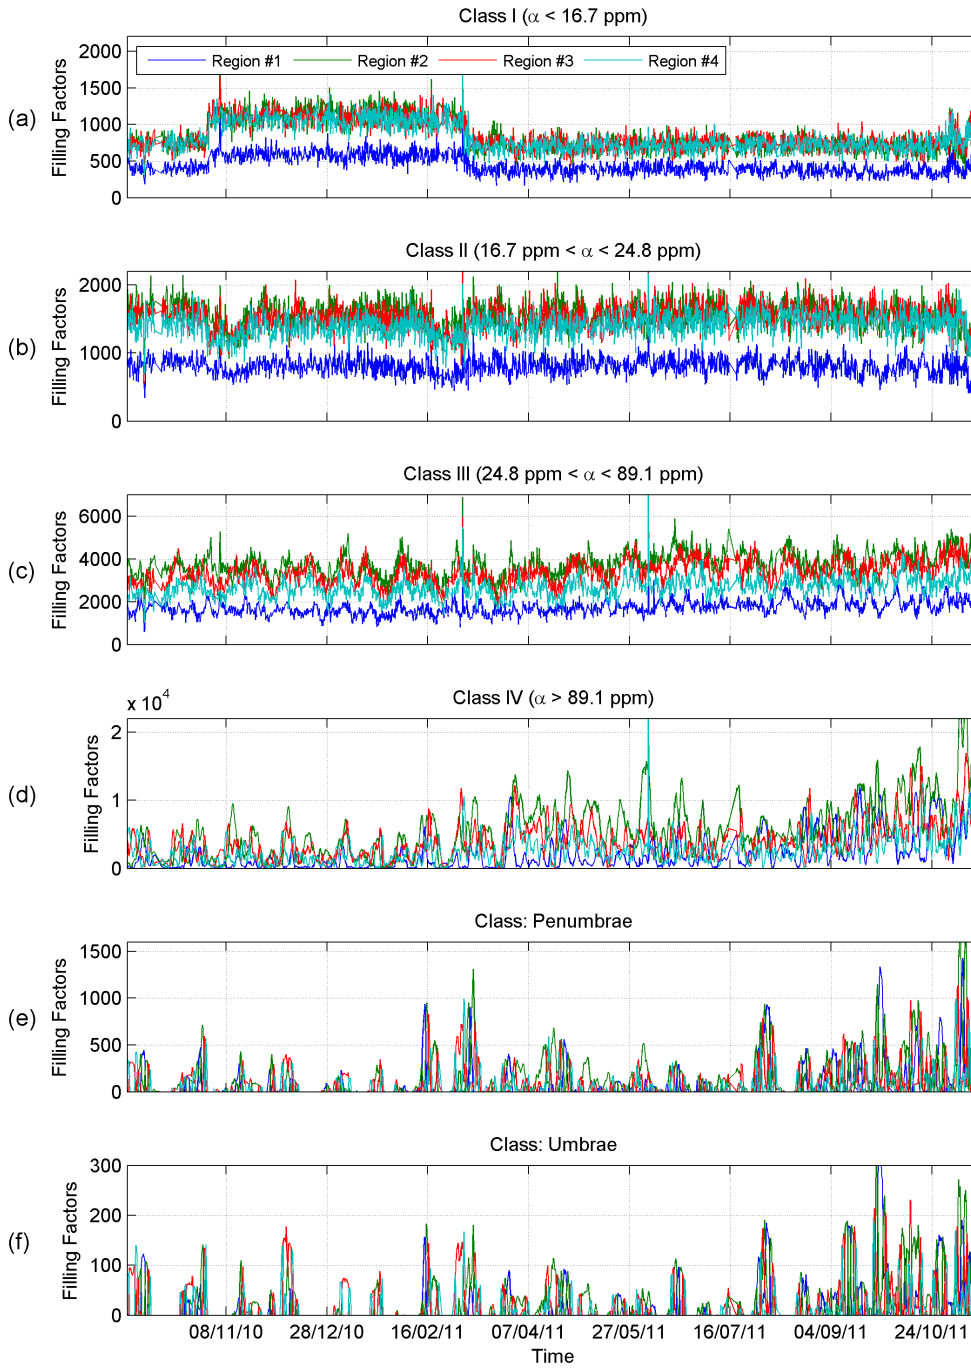 Class I (α < 16.7 ppm)
Region #1 Region #2 Region #3 Region #4
(a)
Filling Factors
2000
1500
1000
500
0
Class II (16.7 ppm < α < 24.8 ppm)
(b)
Filling Factors
2000
1000
0
Class III (24.8 ppm < α < 89.1 ppm)
(c)
Filling Factors
6000
4000
2000
0
Class IV (α > 89.1 ppm)
x 10^4
(d)
Filling Factors
2
1
0
Class: Penumbrae
(e)
Filling Factors
1500
1000
500
0
Class: Umbrae
(f)
Filling Factors
300
200
100
0
08/11/10 28/12/10 16/02/11 07/04/11 27/05/11 16/07/11 04/09/11 24/10/11
Time